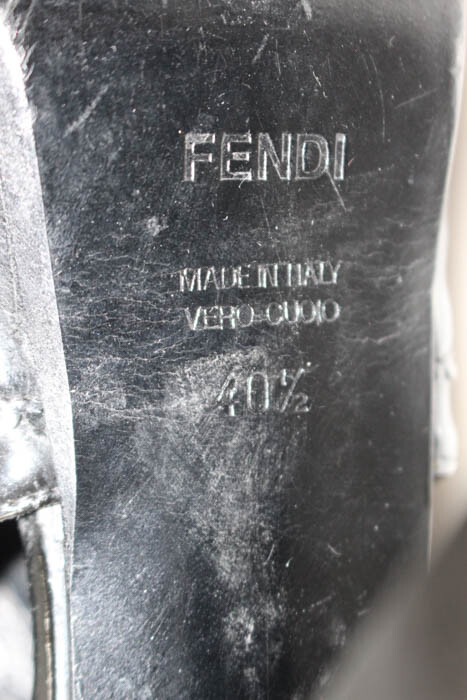 FENDI
MADE IN ITALY
VERO CUOIO
40½